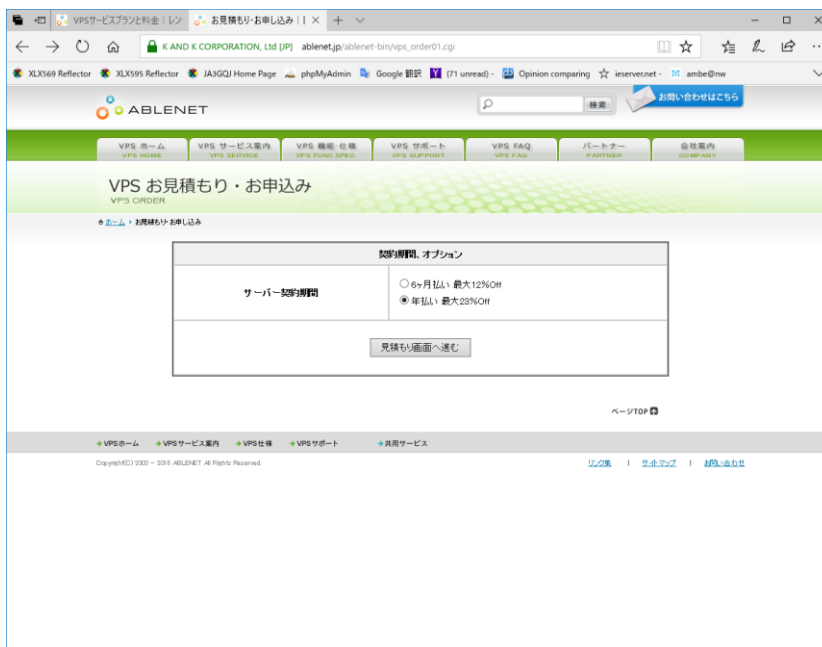 VPSサービスプランと料金｜レン
お見積もり・お申し込み｜｜
K AND K CORPORATION, Ltd [JP] ablenet.jp/ablenet-bin/vps_order01.cgi
XLX569 Reflector XLX595 Reflector JA3GQJ Home Page phpMyAdmin Google 翻訳 (71 unread) - Opinion comparing ieserver.net - ambe@nw
ABLENET
検索
お問い合わせはこちら
VPS ホーム VPS サービス案内 VPS 機能・仕様 VPS サポート VPS FAQ パートナー 会社案内
VPS HOME VPS SERVICE VPS FUNC.SPEC VPS SUPPORT VPS FAQ PARTNER COMPANY
VPS お見積もり・お申込み
VPS ORDER
ホーム › お見積もり・お申し込み
契約期間、オプション
サーバー契約期間
6ヶ月払い 最大12%Off
年払い 最大23%Off
見積もり画面へ進む
ページTOP
VPSホーム VPSサービス案内 VPS仕様 VPSサポート 共用サービス
リンク集 | サイトマップ | お問い合わせ